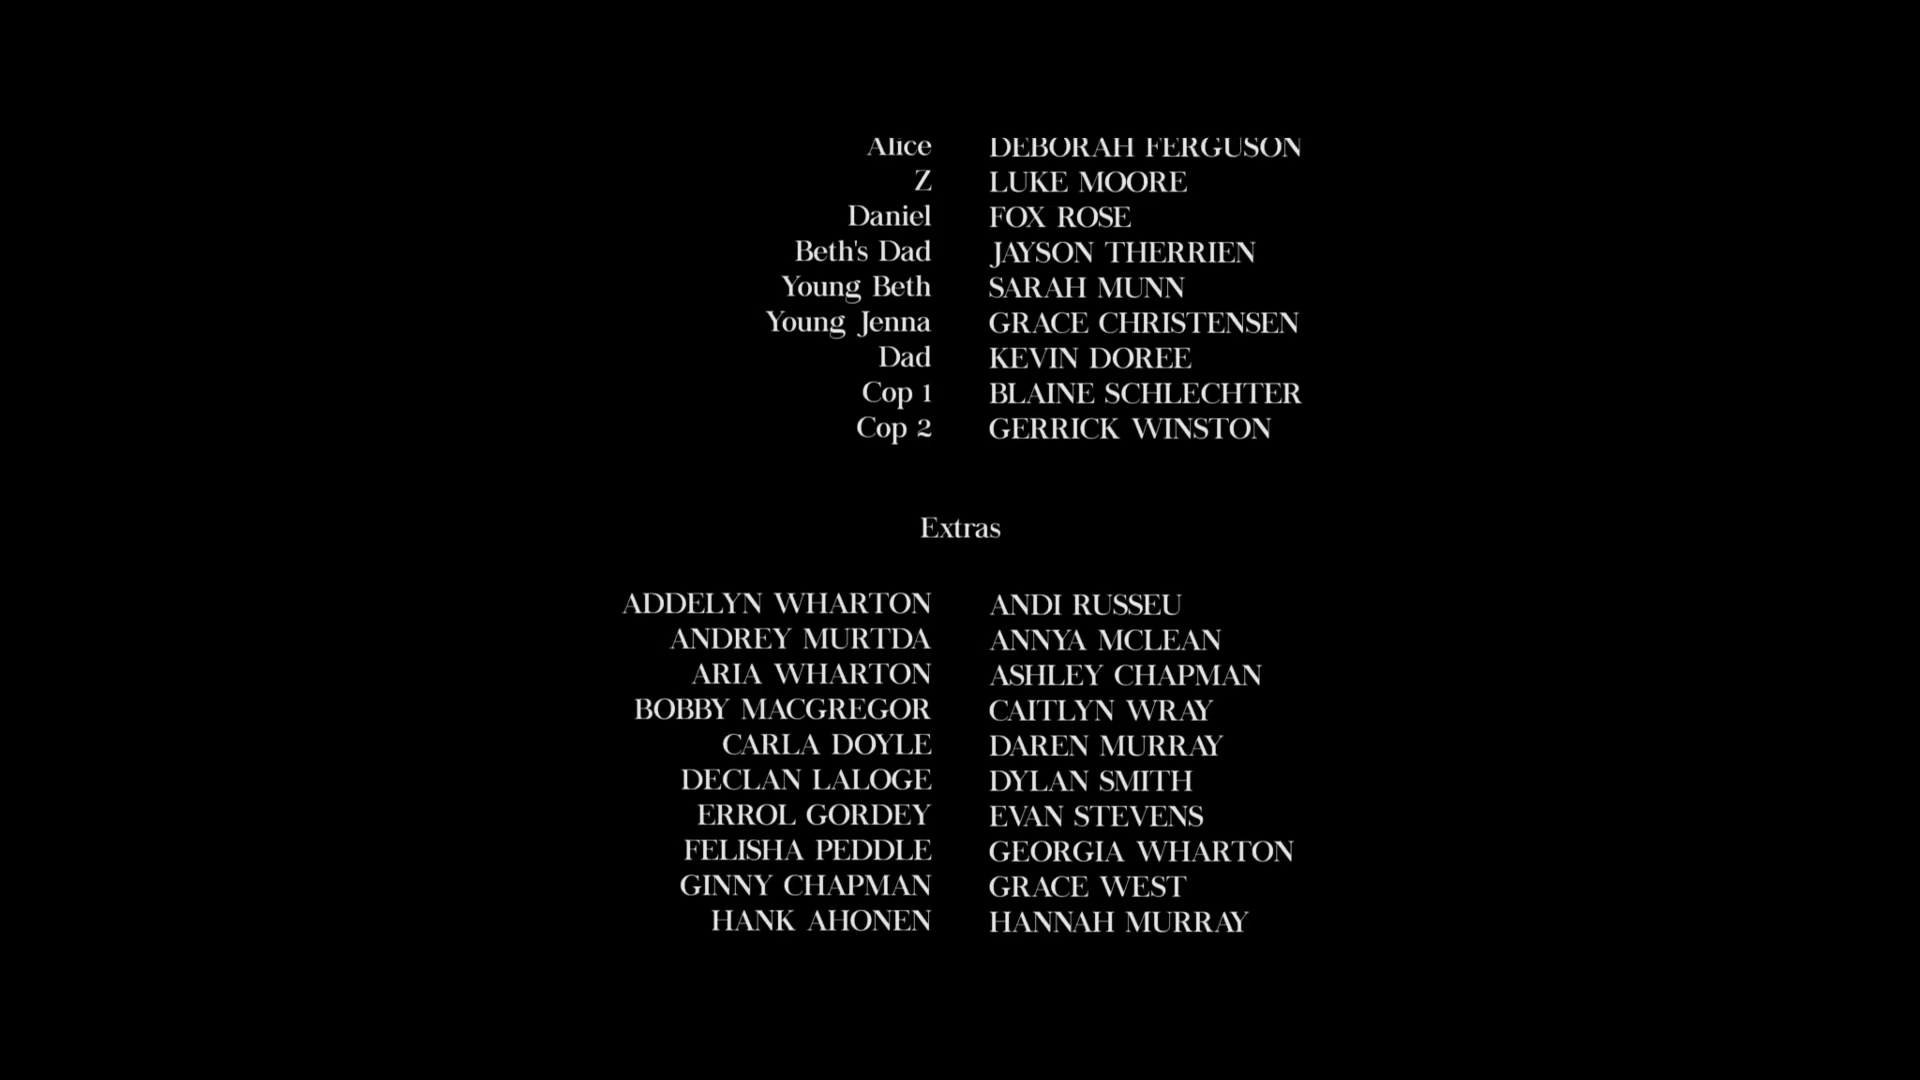 Alice DEBORAH FERGUSON
Z LUKE MOORE
Daniel FOX ROSE
Beth's Dad JAYSON THERRIEN
Young Beth SARAH MUNN
Young Jenna GRACE CHRISTENSEN
Dad KEVIN DOREE
Cop 1 BLAINE SCHLECHTER
Cop 2 GERRICK WINSTON
Extras
ADDELYN WHARTON ANDI RUSSEU
ANDREY MURTDA ANNYA MCLEAN
ARIA WHARTON ASHLEY CHAPMAN
BOBBY MACGREGOR CAITLYN WRAY
CARLA DOYLE DAREN MURRAY
DECLAN LALOGE DYLAN SMITH
ERROL GORDEY EVAN STEVENS
FELISHA PEDDLE GEORGIA WHARTON
GINNY CHAPMAN GRACE WEST
HANK AHONEN HANNAH MURRAY